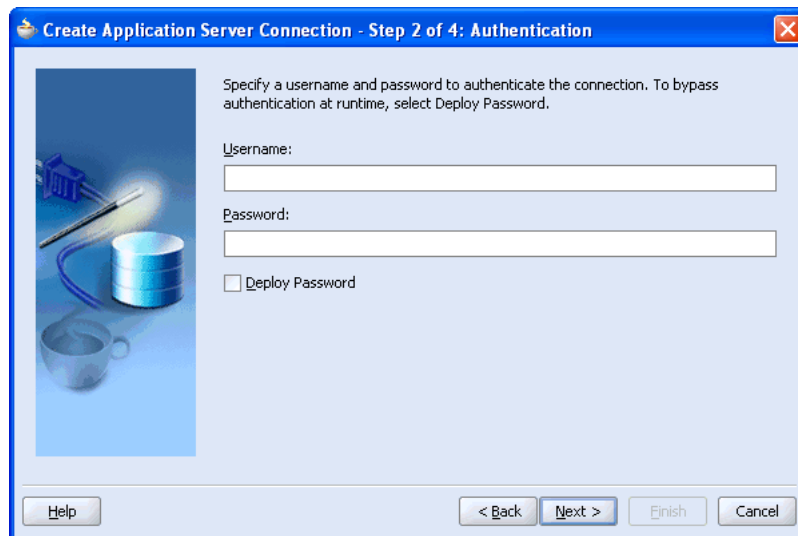 Create Application Server Connection - Step 2 of 4: Authentication
Specify a username and password to authenticate the connection. To bypass
authentication at runtime, select Deploy Password.
Username:
Password:
Deploy Password
Help
< Back
Next >
Finish
Cancel